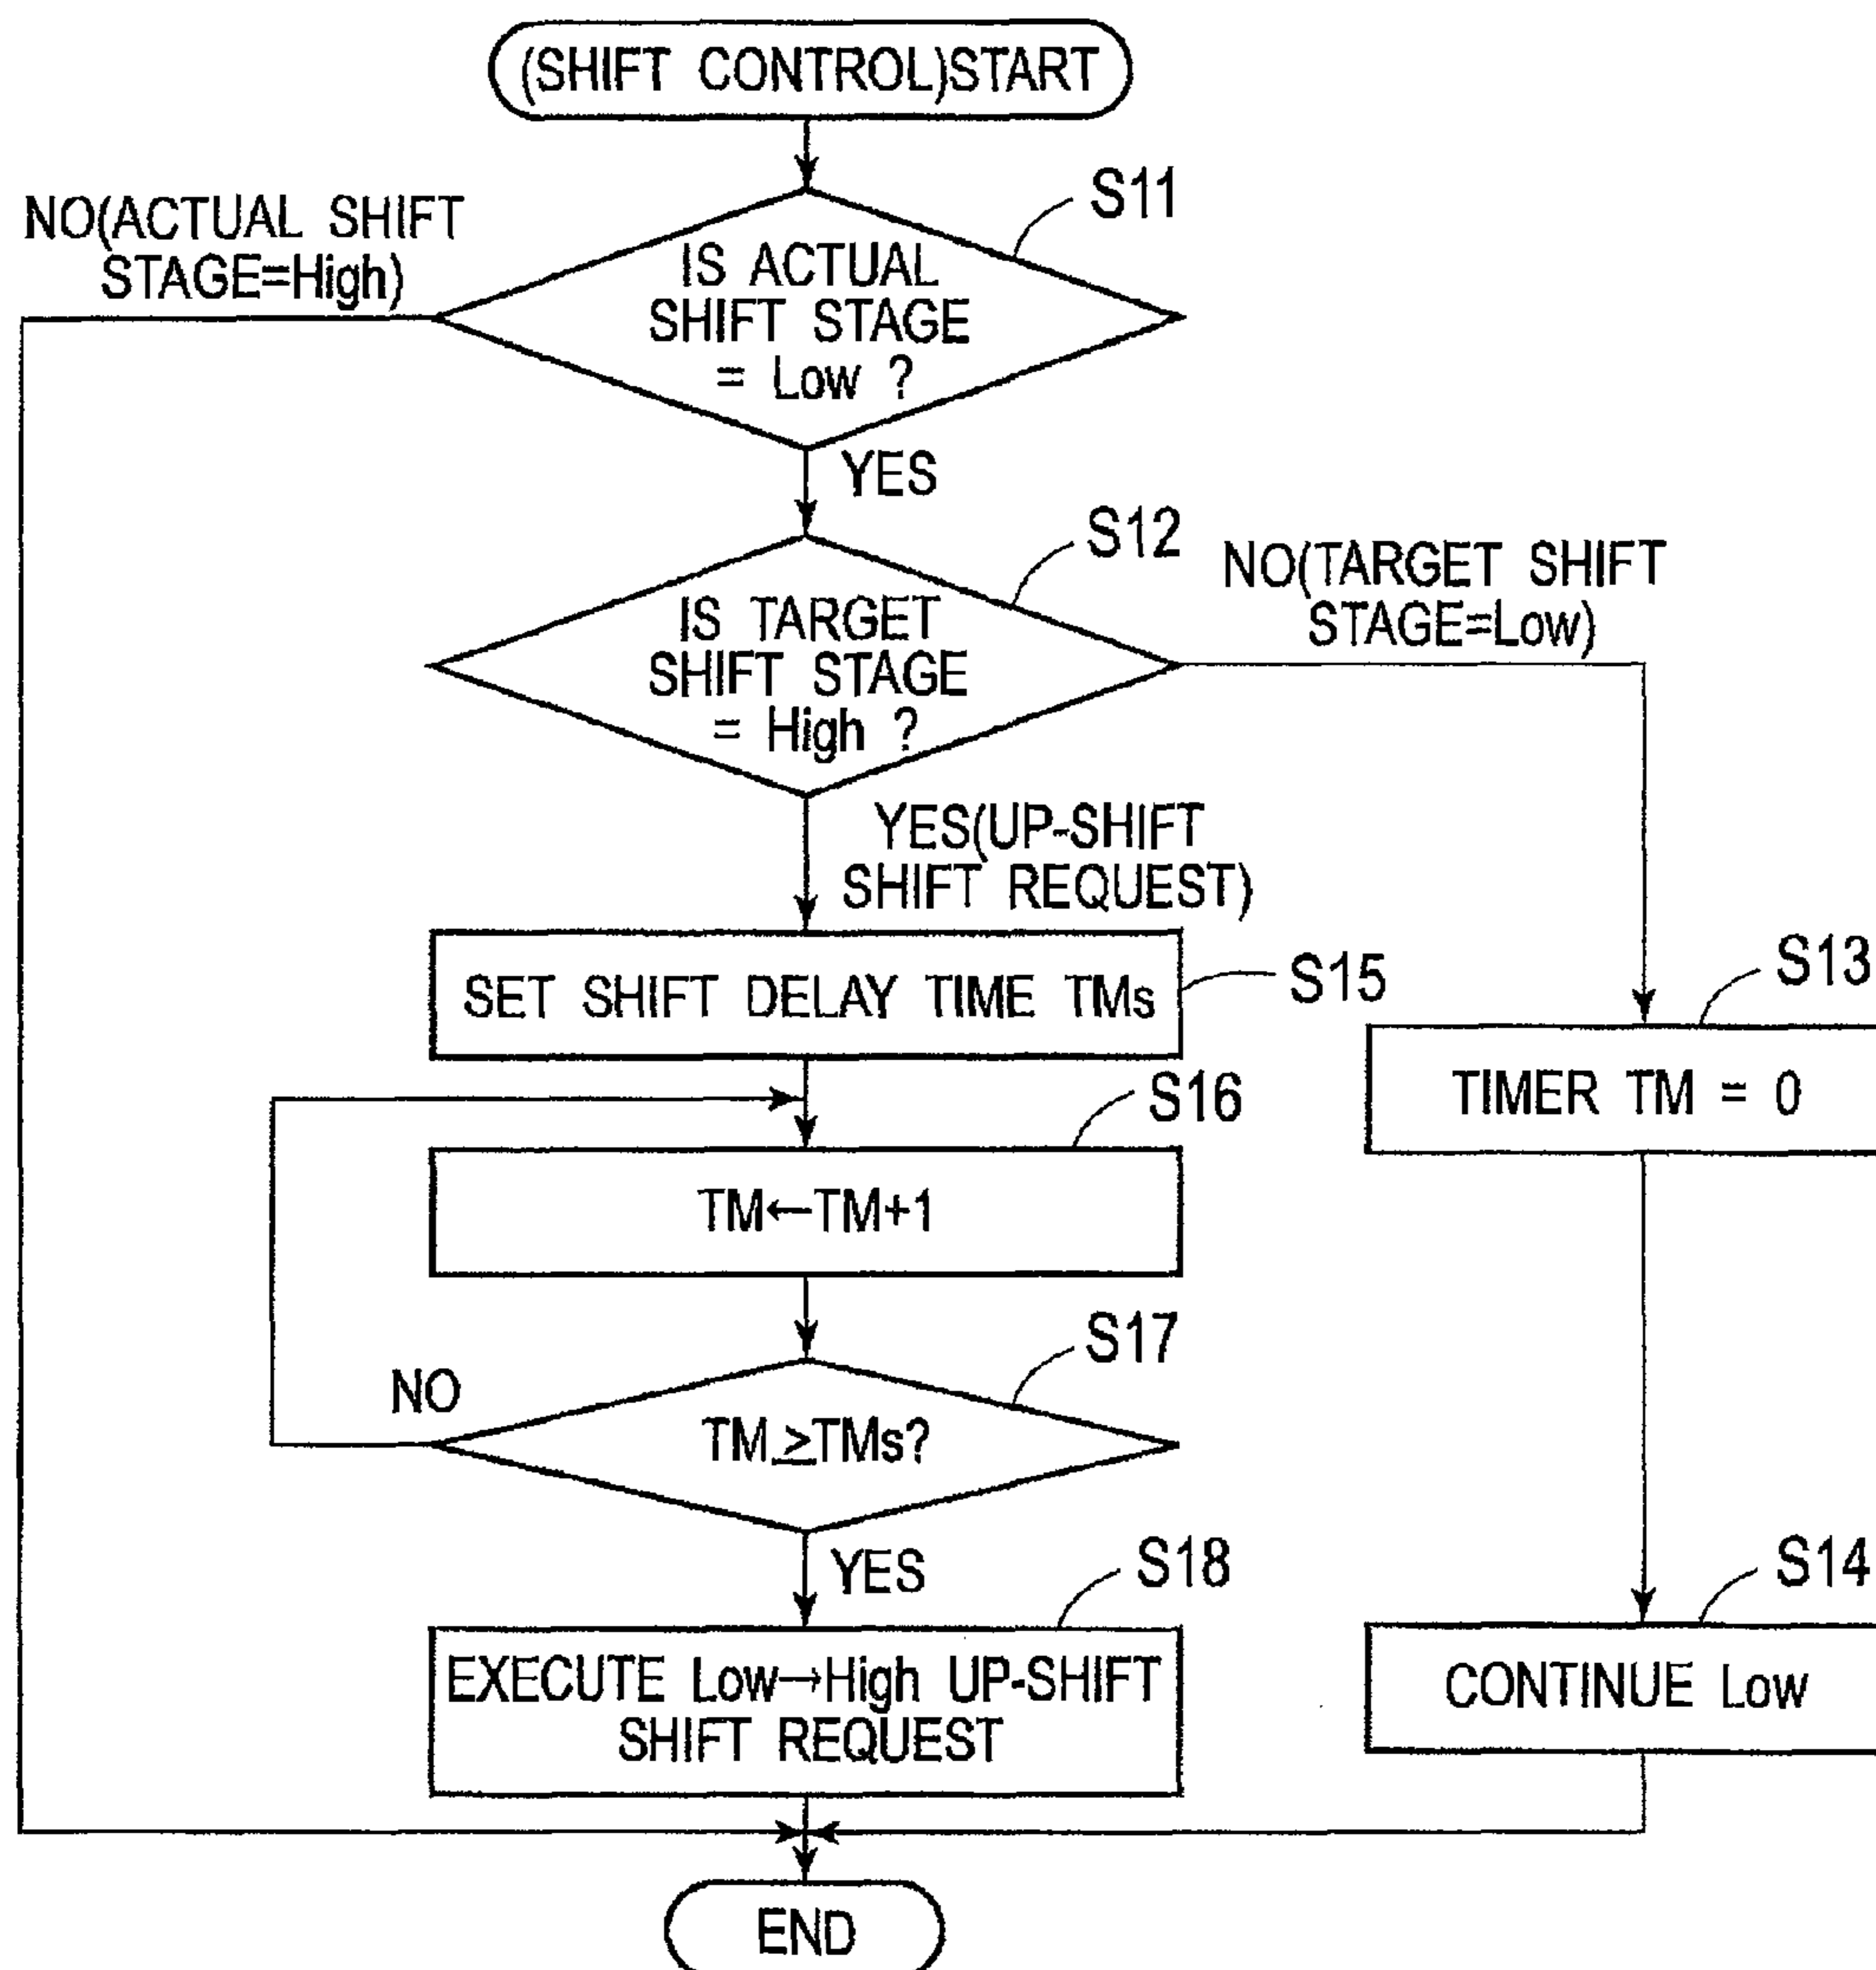 (SHIFT CONTROL)START
S11
NO(ACTUAL SHIFT
STAGE=High)
IS ACTUAL
SHIFT STAGE
= Low ?
YES
S12
NO(TARGET SHIFT
STAGE=Low)
IS TARGET
SHIFT STAGE
= High ?
YES(UP-SHIFT
SHIFT REQUEST)
S15
SET SHIFT DELAY TIME TMs
S13
TIMER TM = 0
S16
TM←TM+1
S17
NO
TM≥TMs?
YES
S18
EXECUTE Low→High UP-SHIFT
SHIFT REQUEST
S14
CONTINUE Low
END